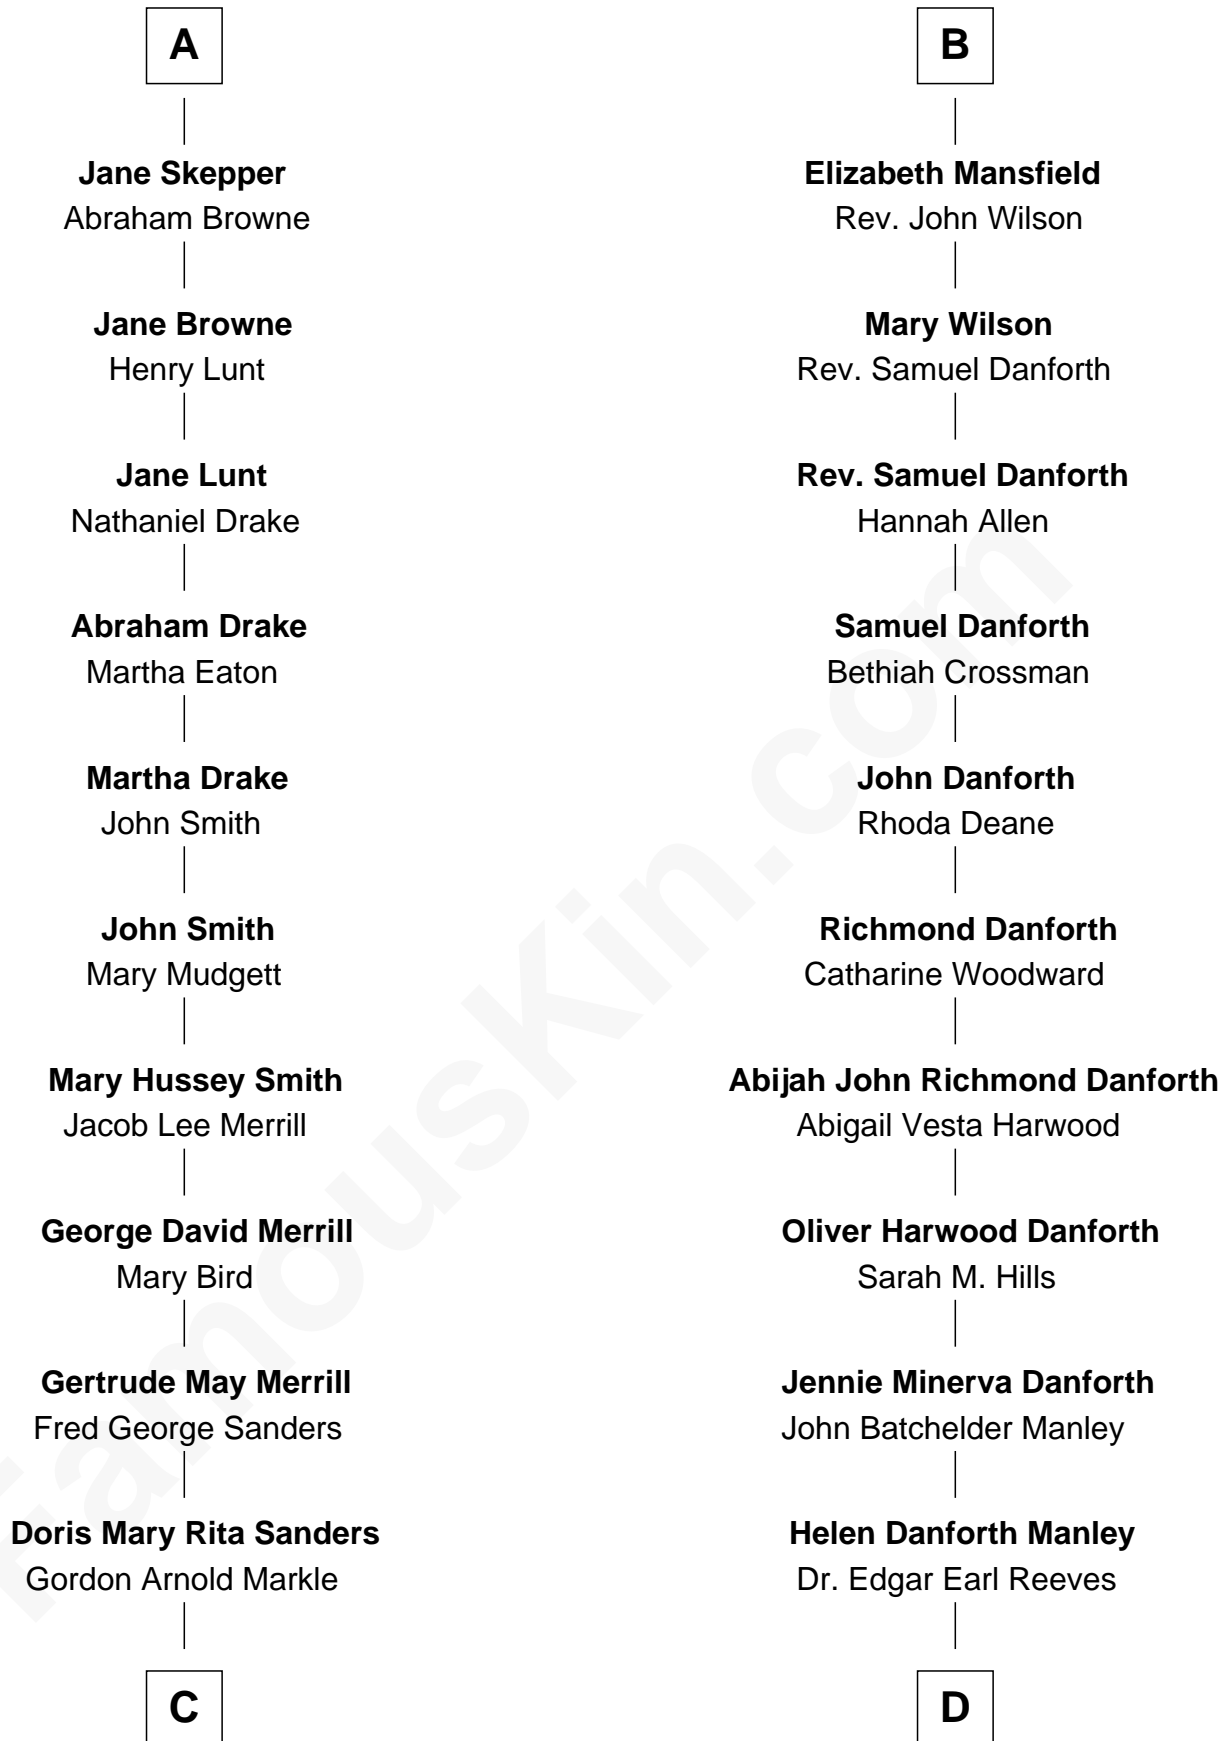 A
Jane Skepper
Abraham Browne
Jane Browne
Henry Lunt
Jane Lunt
Nathaniel Drake
Abraham Drake
Martha Eaton
Martha Drake
John Smith
John Smith
Mary Mudgett
Mary Hussey Smith
Jacob Lee Merrill
George David Merrill
Mary Bird
Gertrude May Merrill
Fred George Sanders
Doris Mary Rita Sanders
Gordon Arnold Markle
C
B
Elizabeth Mansfield
Rev. John Wilson
Mary Wilson
Rev. Samuel Danforth
Rev. Samuel Danforth
Hannah Allen
Samuel Danforth
Bethiah Crossman
John Danforth
Rhoda Deane
Richmond Danforth
Catharine Woodward
Abijah John Richmond Danforth
Abigail Vesta Harwood
Oliver Harwood Danforth
Sarah M. Hills
Jennie Minerva Danforth
John Batchelder Manley
Helen Danforth Manley
Dr. Edgar Earl Reeves
D
FamousKin.com